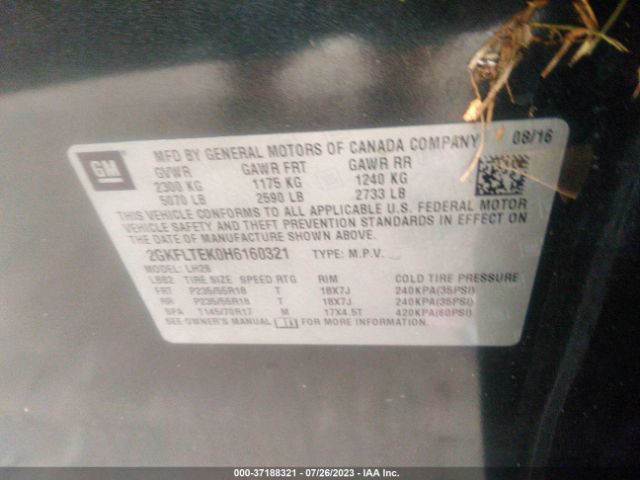 GM
MFD BY GENERAL MOTORS OF CANADA COMPANY 08/16
GVWR GAWR FRT GAWR RR
2300 KG 1175 KG 1240 KG
5070 LB 2590 LB 2733 LB
THIS VEHICLE CONFORMS TO ALL APPLICABLE U.S. FEDERAL MOTOR
VEHICLE SAFETY AND THEFT PREVENTION STANDARDS IN EFFECT ON
THE DATE OF MANUFACTURE SHOWN ABOVE.
2GKFLTEK0H6160321 TYPE: M.P.V.
MODEL: LH26
LBB2 TIRE SIZE SPEED RTG RIM COLD TIRE PRESSURE
FRT P235/55R18 T 18X7J 240KPA(35PSI)
RR P235/55R18 T 18X7J 240KPA(35PSI)
SPA T145/70R17 M 17X4.5T 420KPA(60PSI)
SEE OWNER'S MANUAL FOR MORE INFORMATION.
000-37188321 | 07/26/2023 | IAA Inc.